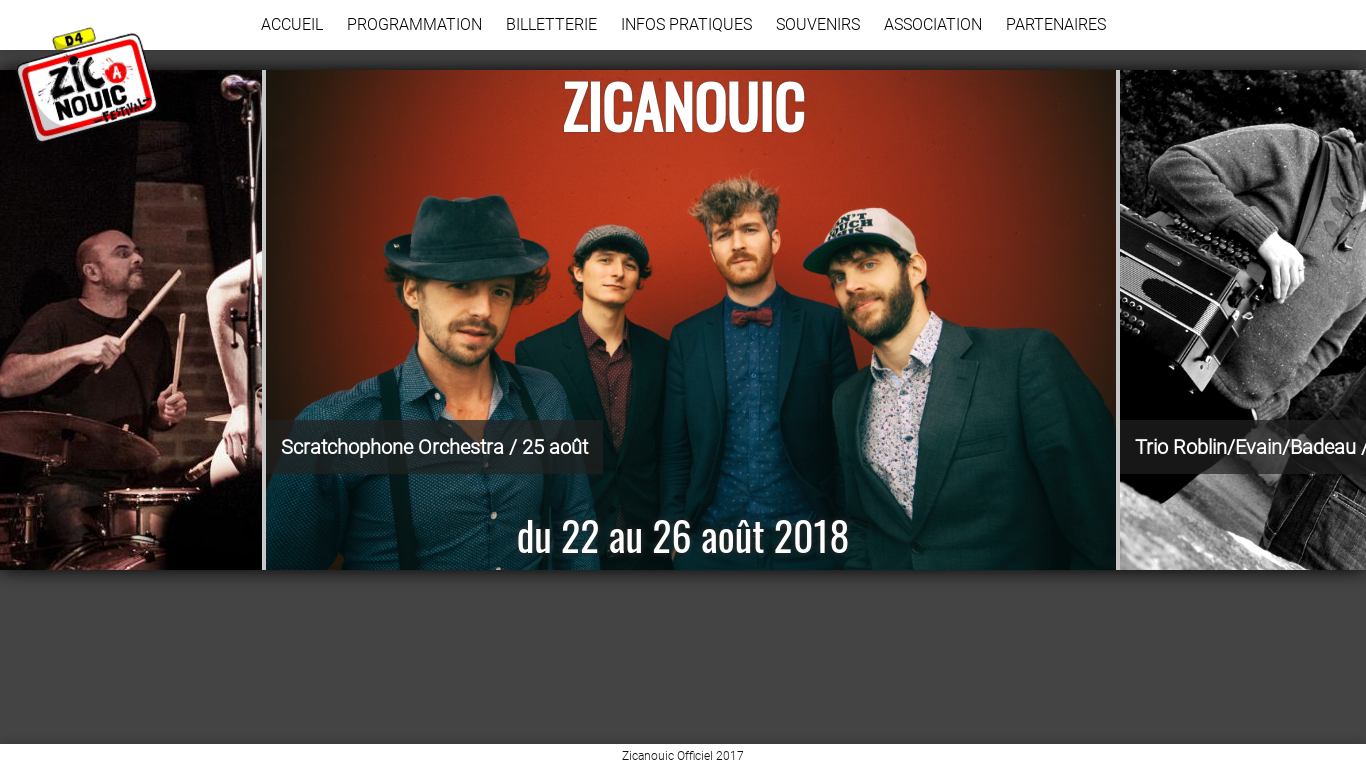 ACCUEIL PROGRAMMATION BILLETTERIE INFOS PRATIQUES SOUVENIRS ASSOCIATION PARTENAIRES
D4
ZIC A
NOUIC
FESTIVAL
ZICANOUIC
Scratchophone Orchestra / 25 août
Trio Roblin/Evain/Badeau /
du 22 au 26 août 2018
Zicanouic Officiel 2017